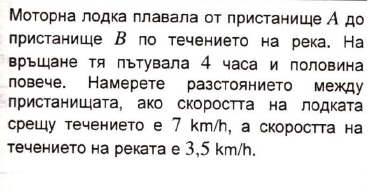 Моторна лодка плавала от пристанище A до
пристанище B по течението на река. На
връщане тя пътувала 4 часа и половина
повече. Намерете разстоянието между
пристанищата, ако скоростта на лодката
срещу течението е 7 km/h, а скоростта на
течението на реката е 3,5 km/h.